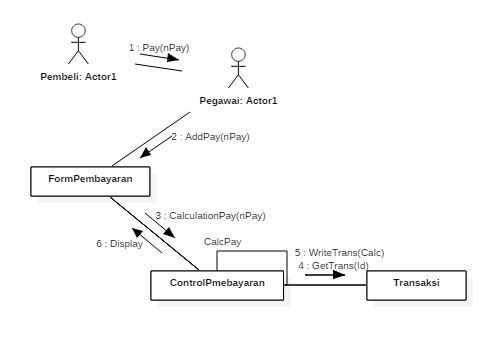 1 : Pay(nPay)
Pembeli: Actor1
Pegawai: Actor1
2 : AddPay(nPay)
FormPembayaran
3 : CalculationPay(nPay)
6 : Display
CalcPay
5 : WriteTrans(Calc)
4 : GetTrans(Id)
ControlPmebayaran
Transaksi